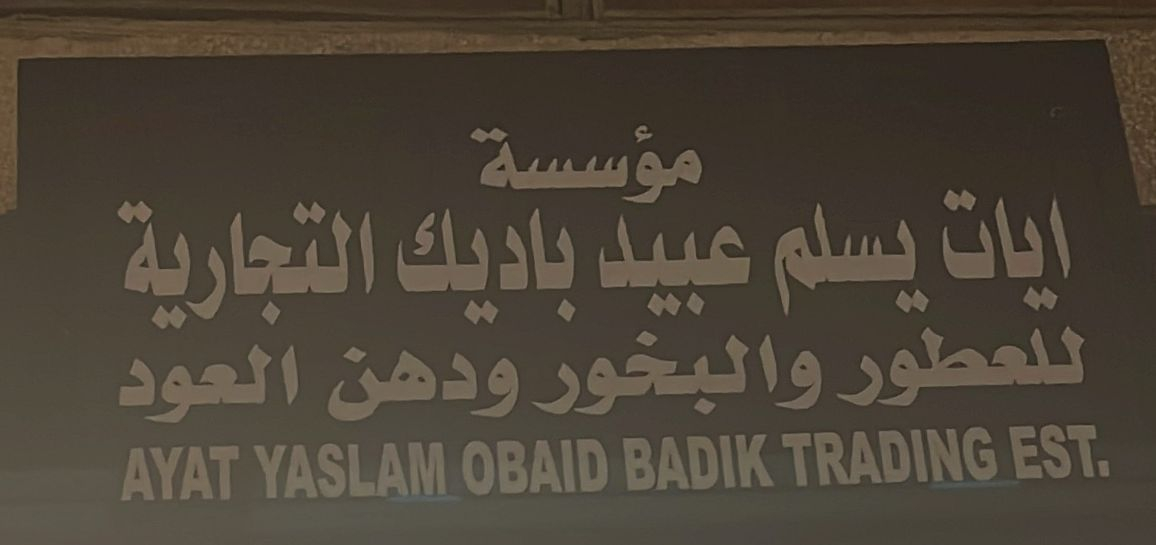 مؤسسة
ايات يسلم عبيد باديك التجارية
للعطور والبخور ودهن العود
AYAT YASLAM OBAID BADIK TRADING EST.